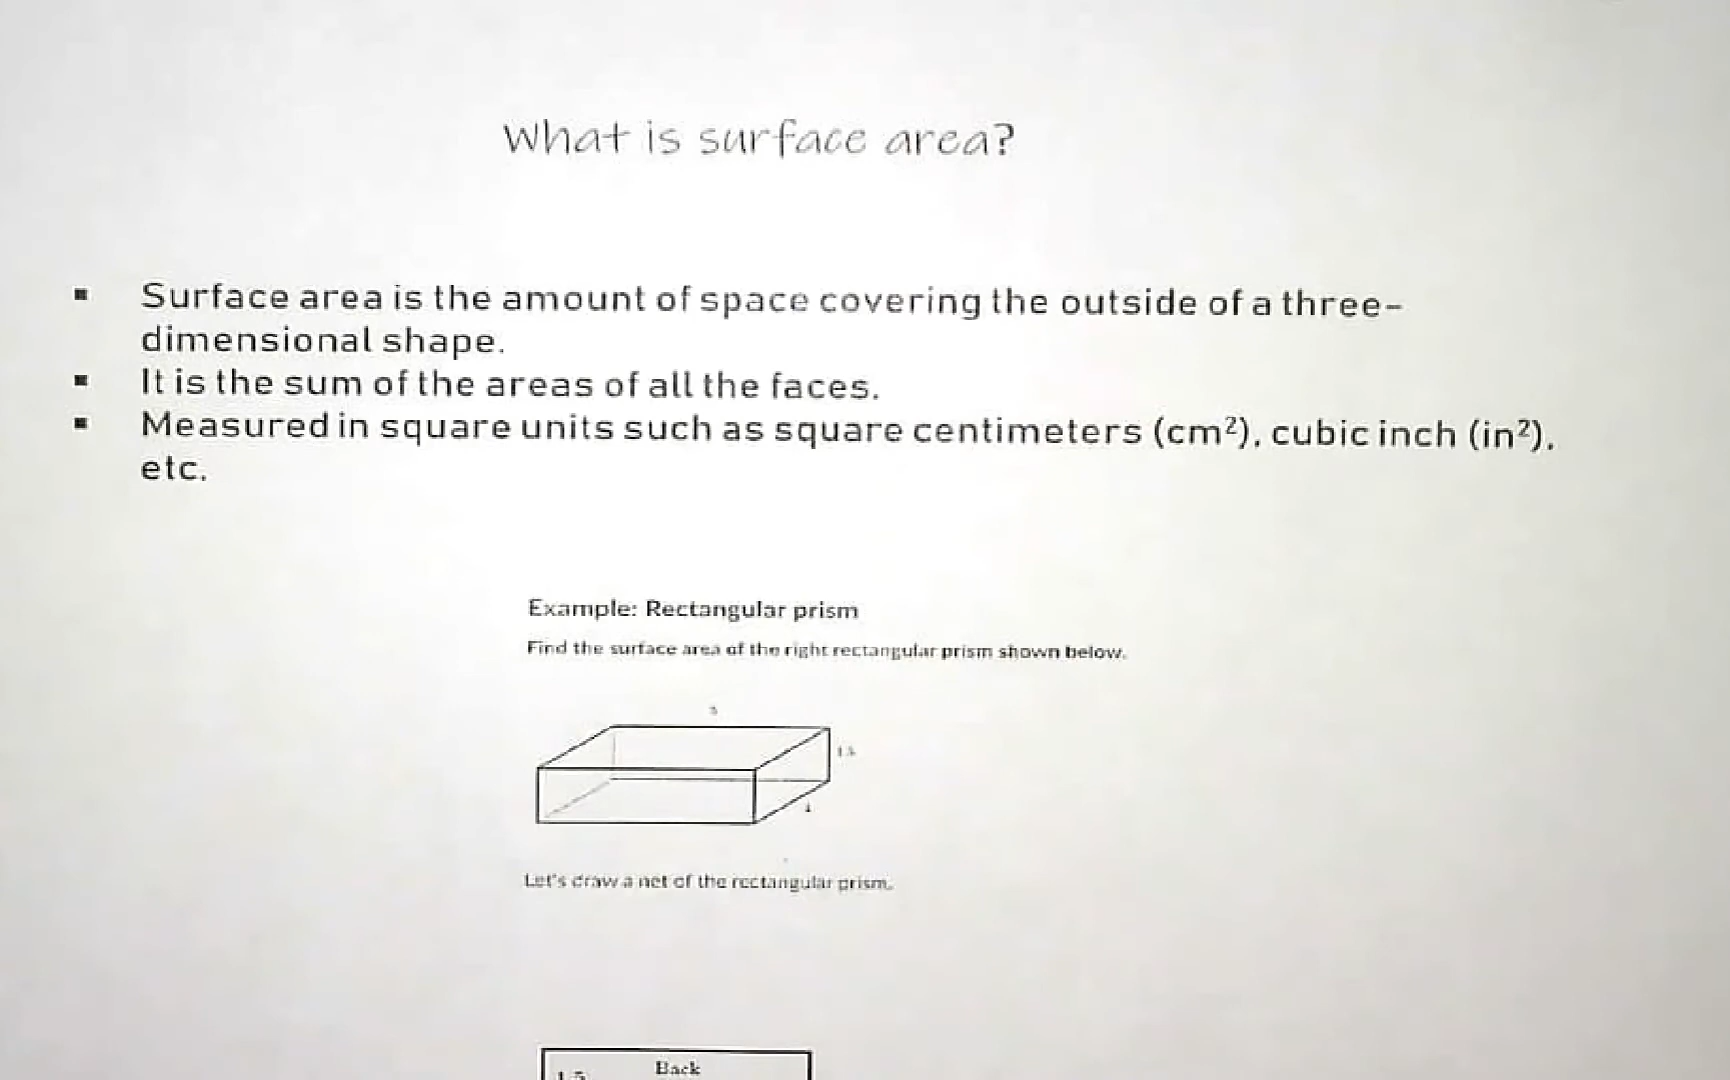 What is surface area?
▪ Surface area is the amount of space covering the outside of a three-
dimensional shape.
▪ It is the sum of the areas of all the faces.
▪ Measured in square units such as square centimeters (cm²), cubic inch (in²),
etc.
Example: Rectangular prism
Find the surface area of the right rectangular prism shown below.
Let's draw a net of the rectangular prism.
Back
1.5